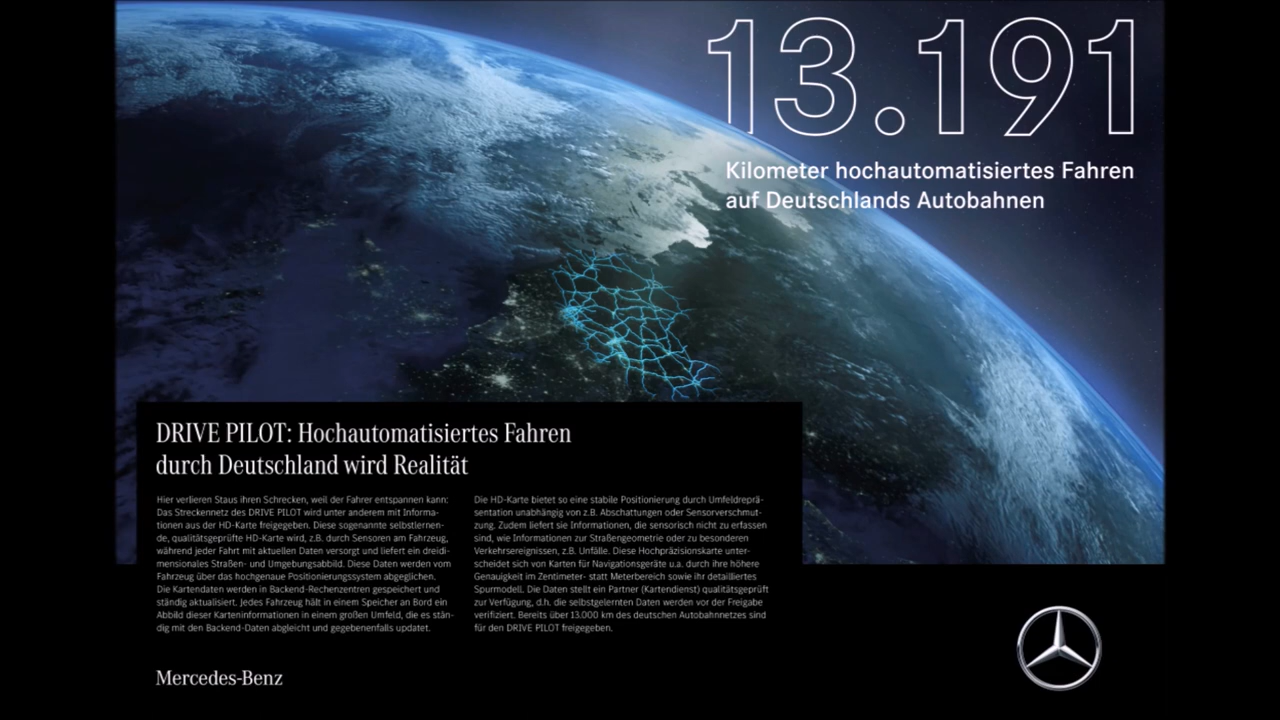 13.191
Kilometer hochautomatisiertes Fahren
auf Deutschlands Autobahnen
DRIVE PILOT: Hochautomatisiertes Fahren
durch Deutschland wird Realität
Hier verlieren Staus ihren Schrecken, weil der Fahrer entspannen kann:
Das Streckennetz des DRIVE PILOT wird unter anderem mit Informa-
tionen aus der HD-Karte freigegeben. Diese sogenannte selbstlernen-
de, qualitätsgeprüfte HD-Karte wird, z.B. durch Sensoren am Fahrzeug,
während jeder Fahrt mit aktuellen Daten versorgt und liefert ein dreidi-
mensionales Straßen- und Umgebungsabbild. Diese Daten werden vom
Fahrzeug über das hochgenaue Positionierungssystem abgeglichen.
Die Kartendaten werden in Backend-Rechenzentren gespeichert und
ständig aktualisiert. Jedes Fahrzeug hält in einem Speicher an Bord ein
Abbild dieser Karteninformationen in einem großen Umfeld, die es stän-
dig mit den Backend-Daten abgleicht und gegebenenfalls updatet.
Die HD-Karte bietet so eine stabile Positionierung durch Umfeldreprä-
sentation unabhängig von z.B. Abschattungen oder Sensorverschmut-
zung. Zudem liefert sie Informationen, die sensorisch nicht zu erfassen
sind, wie Informationen zur Straßengeometrie oder zu besonderen
Verkehrsereignissen, z.B. Unfälle. Diese Hochpräzisionskarte unter-
scheidet sich von Karten für Navigationsgeräte u.a. durch ihre höhere
Genauigkeit im Zentimeter- statt Meterbereich sowie ihr detailliertes
Spurmodell. Die Daten stellt ein Partner (Kartendienst) qualitätsgeprüft
zur Verfügung, d.h. die selbstgelernten Daten werden vor der Freigabe
verifiziert. Bereits über 13.000 km des deutschen Autobahnnetzes sind
für den DRIVE PILOT freigegeben.
Mercedes-Benz